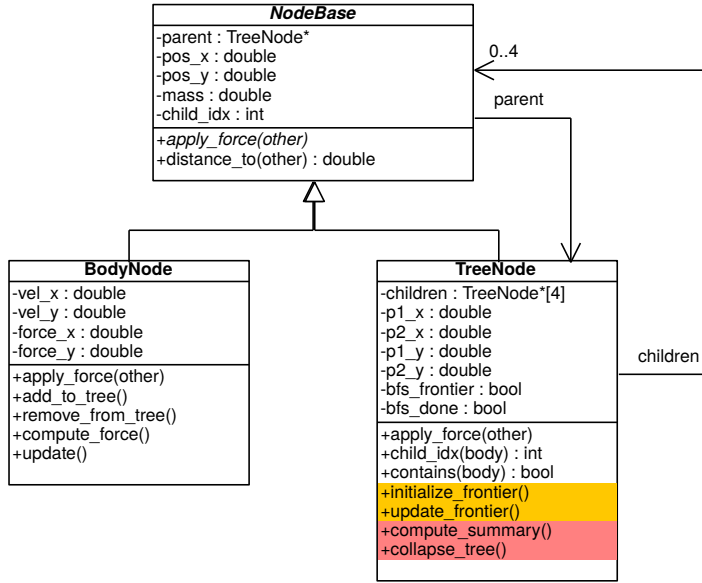 NodeBase
-parent : TreeNode*
-pos_x : double
-pos_y : double
-mass : double
-child_idx : int
+apply_force(other)
+distance_to(other) : double
0..4
parent
BodyNode
-vel_x : double
-vel_y : double
-force_x : double
-force_y : double
+apply_force(other)
+add_to_tree()
+remove_from_tree()
+compute_force()
+update()
TreeNode
-children : TreeNode*[4]
-p1_x : double
-p2_x : double
-p1_y : double
-p2_y : double
-bfs_frontier : bool
-bfs_done : bool
+apply_force(other)
+child_idx(body) : int
+contains(body) : bool
+initialize_frontier()
+update_frontier()
+compute_summary()
+collapse_tree()
children